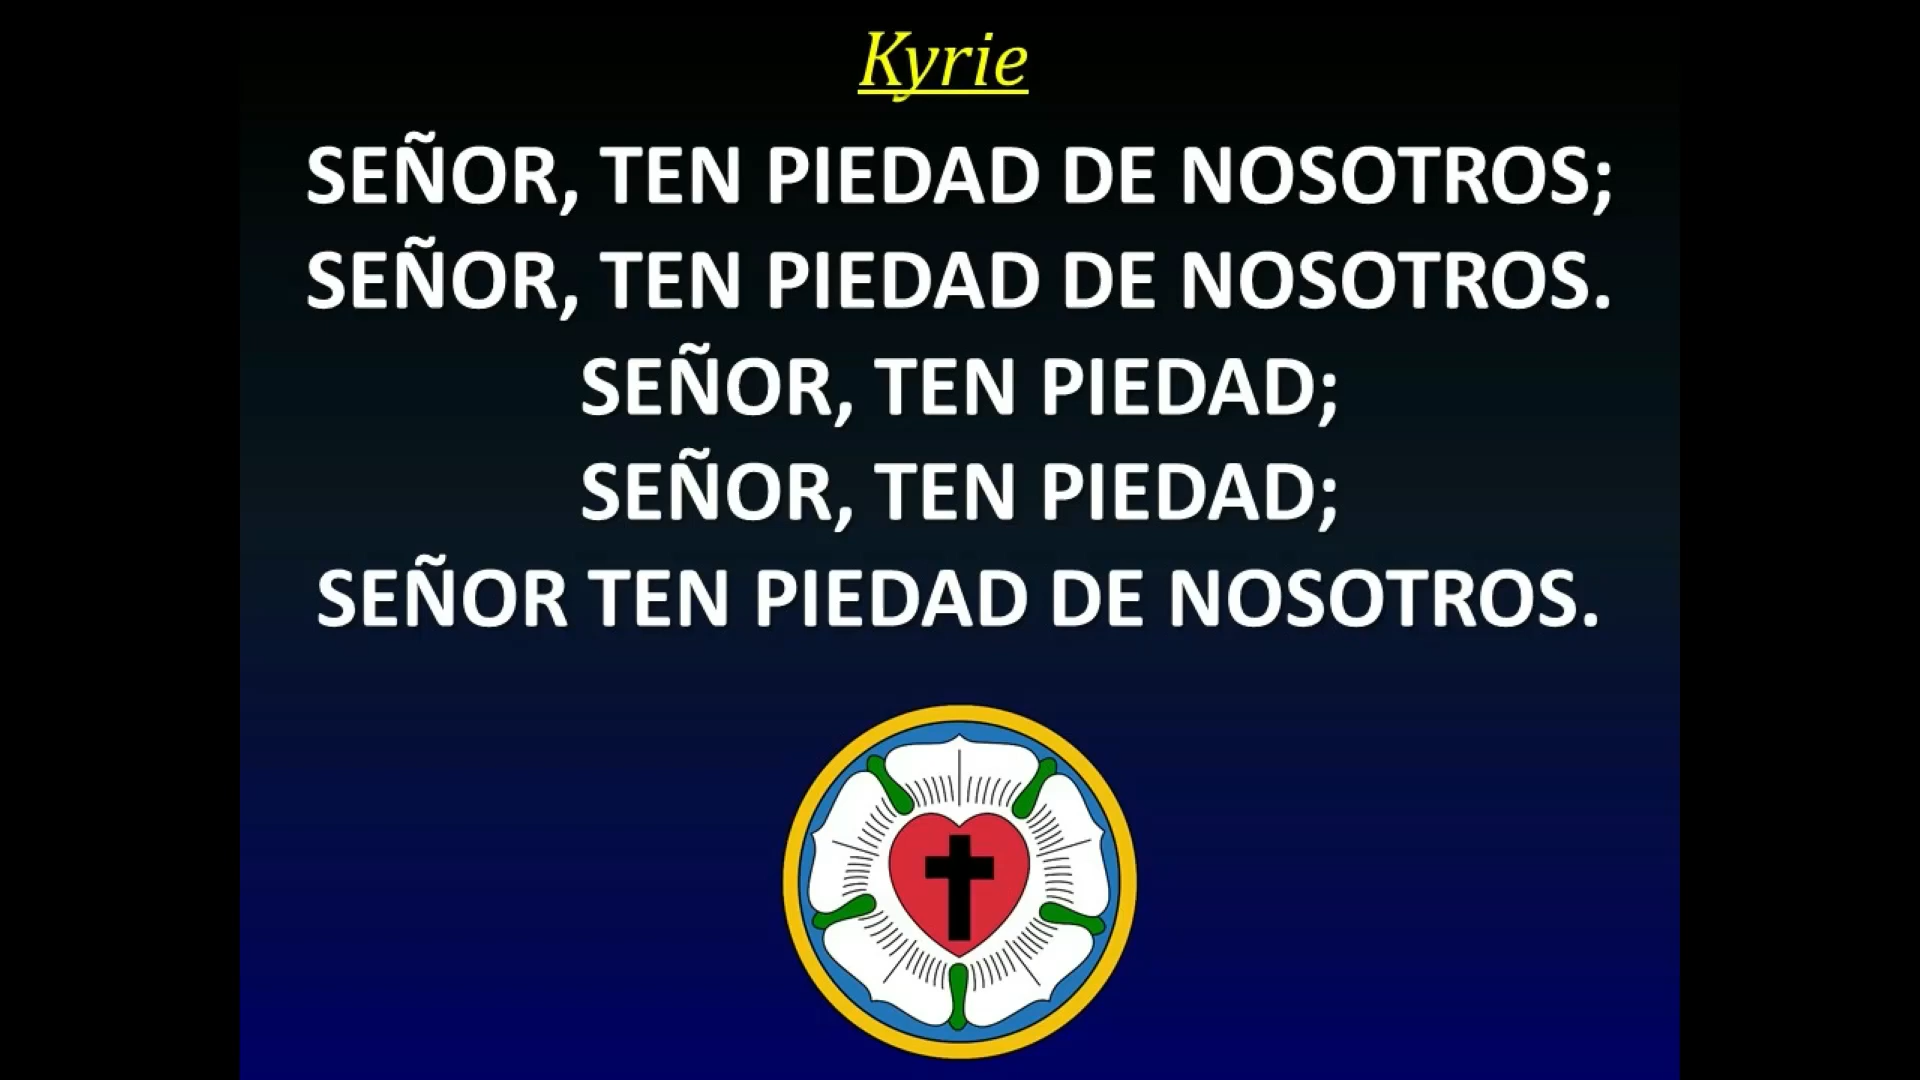 Kyrie
SEÑOR, TEN PIEDAD DE NOSOTROS;
SEÑOR, TEN PIEDAD DE NOSOTROS.
SEÑOR, TEN PIEDAD;
SEÑOR, TEN PIEDAD;
SEÑOR TEN PIEDAD DE NOSOTROS.